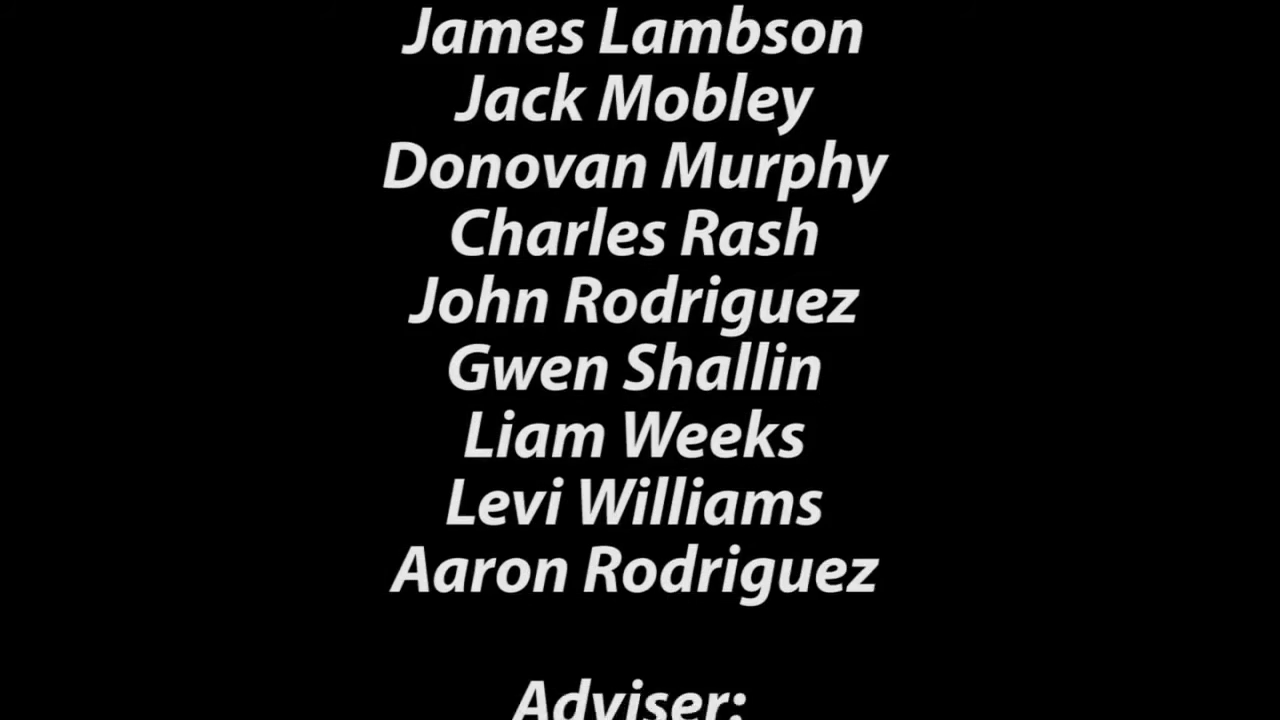 James Lambson
Jack Mobley
Donovan Murphy
Charles Rash
John Rodriguez
Gwen Shallin
Liam Weeks
Levi Williams
Aaron Rodriguez
Adviser: